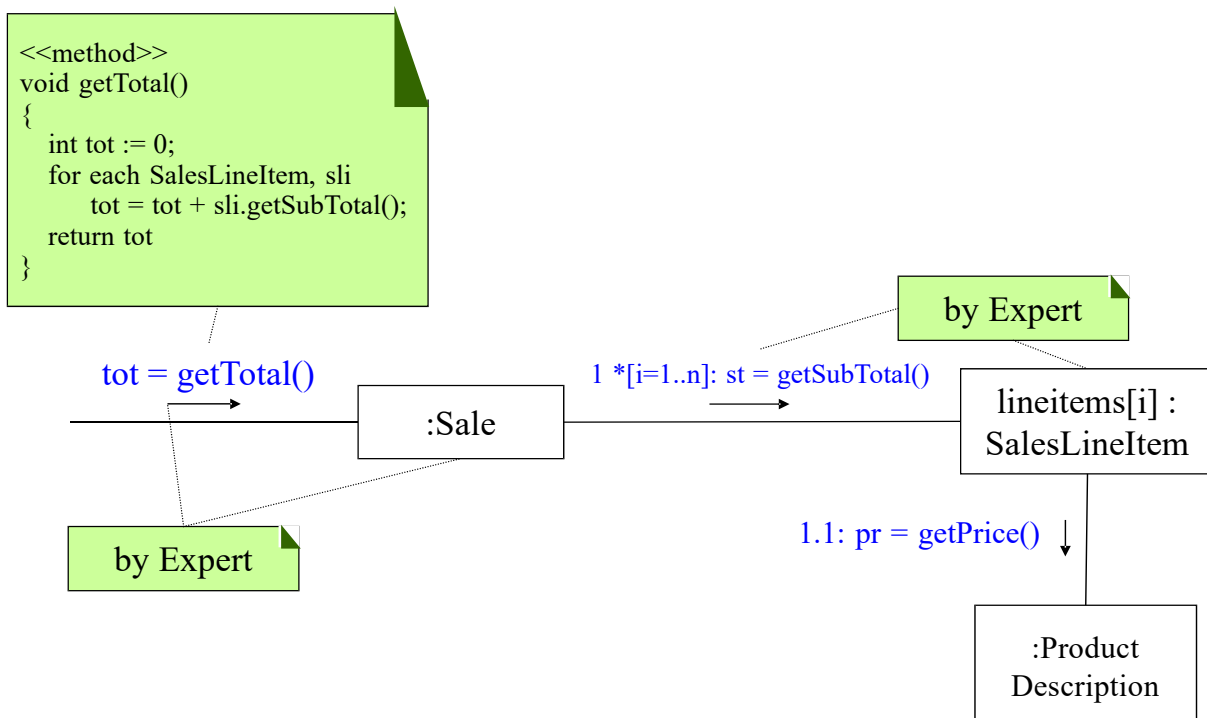 <<method>>
void getTotal()
{
int tot := 0;
for each SalesLineItem, sli
tot = tot + sli.getSubTotal();
return tot
}
by Expert
tot = getTotal()
1 *[i=1..n]: st = getSubTotal()
:Sale
lineitems[i] :
SalesLineItem
by Expert
1.1: pr = getPrice()
:Product
Description